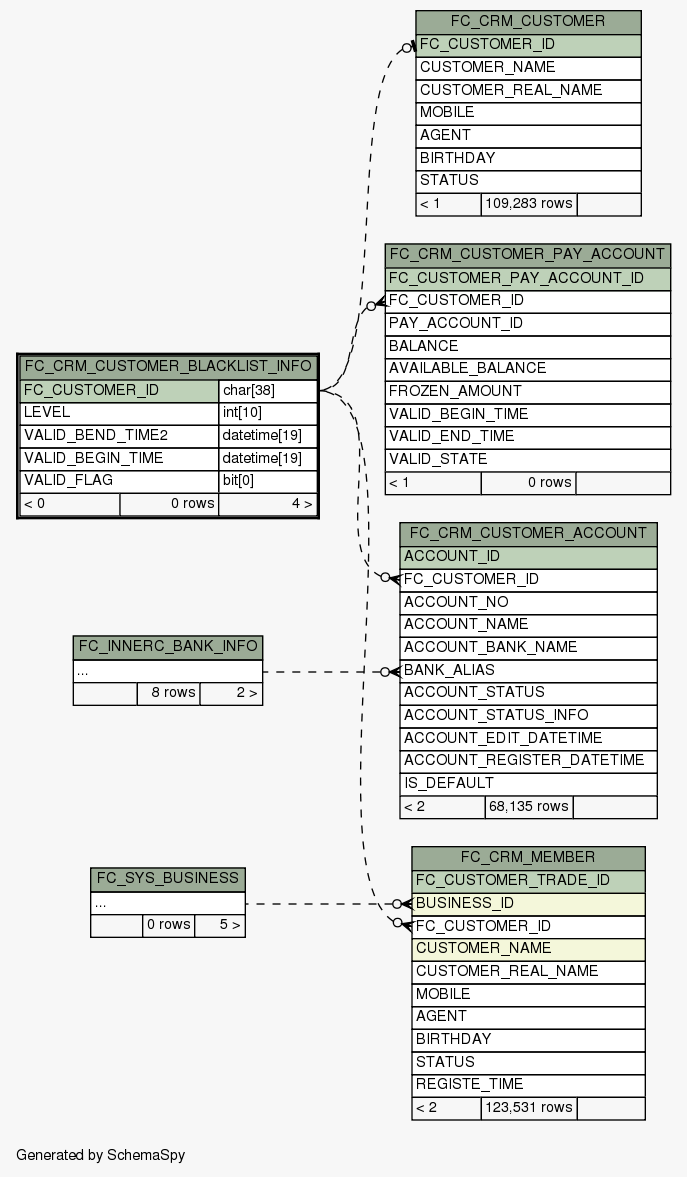 FC_CRM_CUSTOMER
FC_CUSTOMER_ID
CUSTOMER_NAME
CUSTOMER_REAL_NAME
MOBILE
AGENT
BIRTHDAY
STATUS
< 1 109,283 rows
FC_CRM_CUSTOMER_PAY_ACCOUNT
FC_CUSTOMER_PAY_ACCOUNT_ID
FC_CUSTOMER_ID
PAY_ACCOUNT_ID
BALANCE
AVAILABLE_BALANCE
FROZEN_AMOUNT
VALID_BEGIN_TIME
VALID_END_TIME
VALID_STATE
< 1 0 rows
FC_CRM_CUSTOMER_BLACKLIST_INFO
FC_CUSTOMER_ID char[38]
LEVEL int[10]
VALID_BEND_TIME2 datetime[19]
VALID_BEGIN_TIME datetime[19]
VALID_FLAG bit[0]
< 0 0 rows 4 >
FC_CRM_CUSTOMER_ACCOUNT
ACCOUNT_ID
FC_CUSTOMER_ID
ACCOUNT_NO
ACCOUNT_NAME
ACCOUNT_BANK_NAME
BANK_ALIAS
ACCOUNT_STATUS
ACCOUNT_STATUS_INFO
ACCOUNT_EDIT_DATETIME
ACCOUNT_REGISTER_DATETIME
IS_DEFAULT
< 2 68,135 rows
FC_INNERC_BANK_INFO
...
8 rows 2 >
FC_SYS_BUSINESS
...
0 rows 5 >
FC_CRM_MEMBER
FC_CUSTOMER_TRADE_ID
BUSINESS_ID
FC_CUSTOMER_ID
CUSTOMER_NAME
CUSTOMER_REAL_NAME
MOBILE
AGENT
BIRTHDAY
STATUS
REGISTE_TIME
< 2 123,531 rows
Generated by SchemaSpy